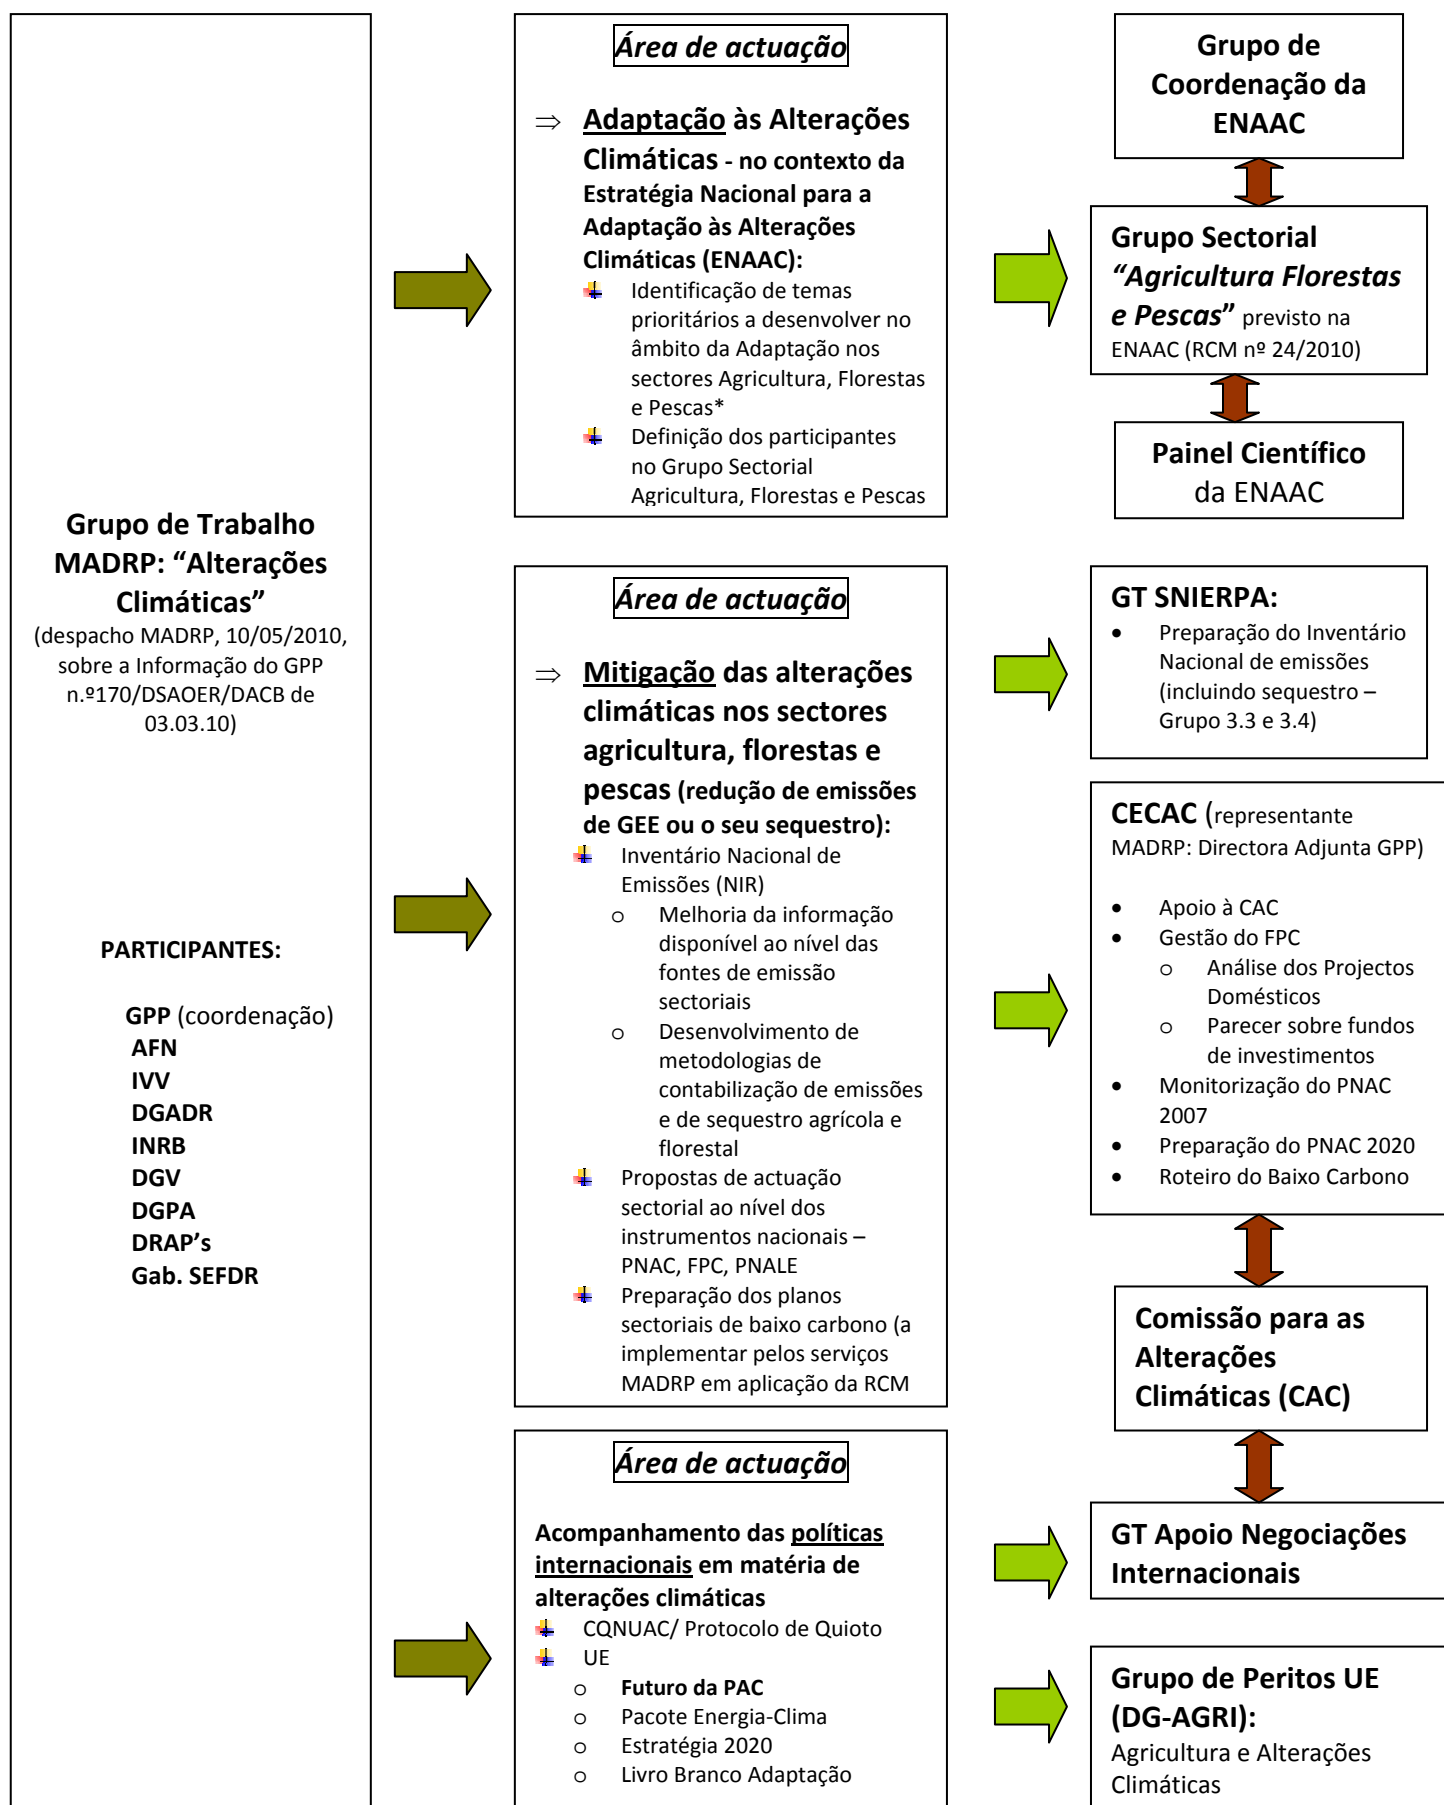 Grupo de Trabalho
MADRP: “Alterações
Climáticas”
(despacho MADRP, 10/05/2010,
sobre a Informação do GPP
n.º170/DSAOER/DACB de
03.03.10)
PARTICIPANTES:
GPP (coordenação)
AFN
IVV
DGADR
INRB
DGV
DGPA
DRAP’s
Gab. SEFDR
Área de actuação
⇒ Adaptação às Alterações
Climáticas - no contexto da
Estratégia Nacional para a
Adaptação às Alterações
Climáticas (ENAAC):
Identificação de temas
prioritários a desenvolver no
âmbito da Adaptação nos
sectores Agricultura, Florestas
e Pescas*
Definição dos participantes
no Grupo Sectorial
Agricultura, Florestas e Pescas
Área de actuação
⇒ Mitigação das alterações
climáticas nos sectores
agricultura, florestas e
pescas (redução de emissões
de GEE ou o seu sequestro):
Inventário Nacional de
Emissões (NIR)
o Melhoria da informação
disponível ao nível das
fontes de emissão
sectoriais
o Desenvolvimento de
metodologias de
contabilização de emissões
e de sequestro agrícola e
florestal
Propostas de actuação
sectorial ao nível dos
instrumentos nacionais –
PNAC, FPC, PNALE
Preparação dos planos
sectoriais de baixo carbono (a
implementar pelos serviços
MADRP em aplicação da RCM
Área de actuação
Acompanhamento das políticas
internacionais em matéria de
alterações climáticas
CQNUAC/ Protocolo de Quioto
UE
o Futuro da PAC
o Pacote Energia-Clima
o Estratégia 2020
o Livro Branco Adaptação
Grupo de
Coordenação da
ENAAC
Grupo Sectorial
“Agricultura Florestas
e Pescas” previsto na
ENAAC (RCM nº 24/2010)
Painel Científico
da ENAAC
GT SNIERPA:
• Preparação do Inventário
Nacional de emissões
(incluindo sequestro –
Grupo 3.3 e 3.4)
CECAC (representante
MADRP: Directora Adjunta GPP)
• Apoio à CAC
• Gestão do FPC
o Análise dos Projectos
Domésticos
o Parecer sobre fundos
de investimentos
• Monitorização do PNAC
2007
• Preparação do PNAC 2020
• Roteiro do Baixo Carbono
Comissão para as
Alterações
Climáticas (CAC)
GT Apoio Negociações
Internacionais
Grupo de Peritos UE
(DG-AGRI):
Agricultura e Alterações
Climáticas